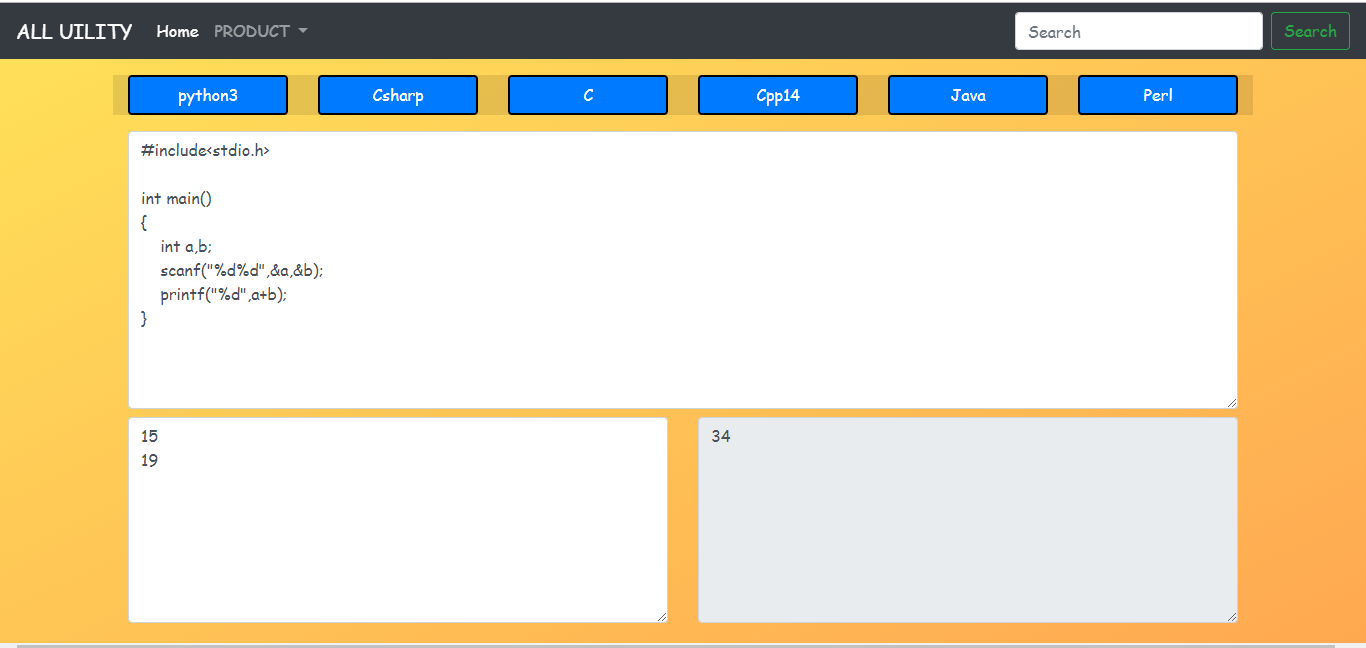 ALL UILITY Home PRODUCT Search Search
python3 Csharp C Cpp14 Java Perl
#include<stdio.h>
int main()
{
int a,b;
scanf("%d%d",&a,&b);
printf("%d",a+b);
}
15
19
34